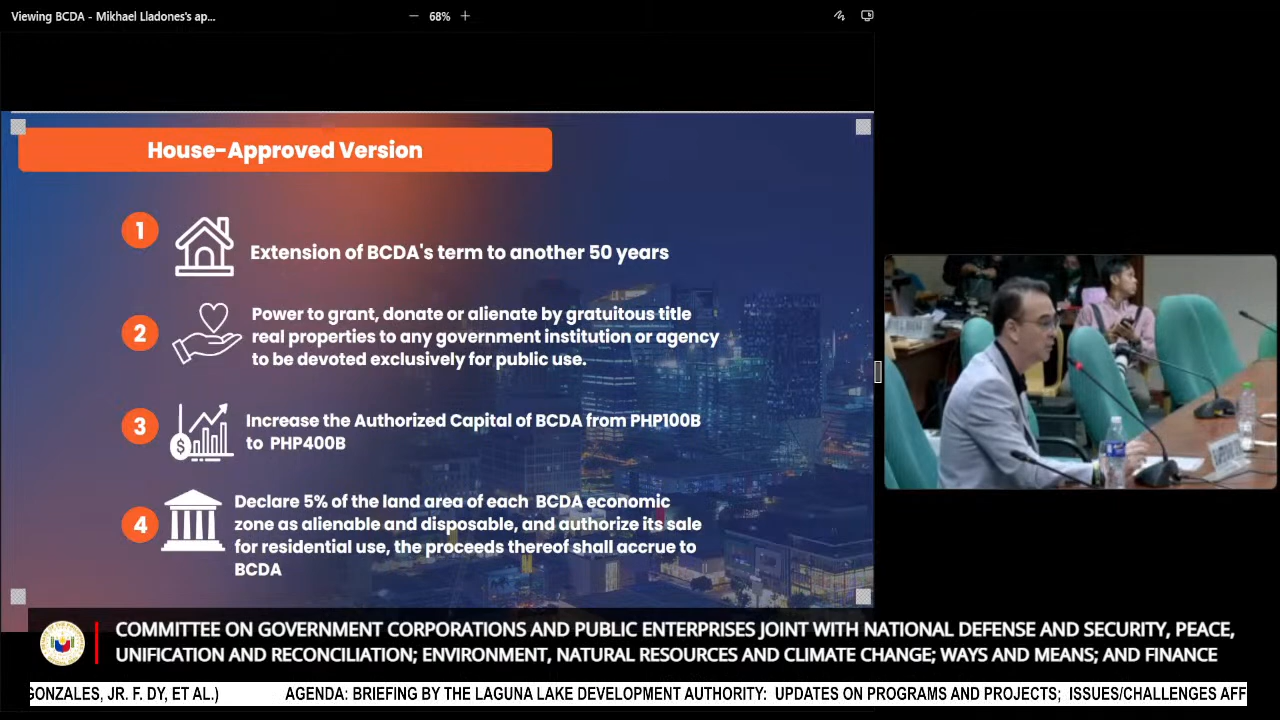 Viewing BCDA - Mikhael Lladones's ap...
68%
House-Approved Version
1
Extension of BCDA's term to another 50 years
2
Power to grant, donate or alienate by gratuitous title
real properties to any government institution or agency
to be devoted exclusively for public use.
3
Increase the Authorized Capital of BCDA from PHP100B
to PHP400B
4
Declare 5% of the land area of each BCDA economic
zone as alienable and disposable, and authorize its sale
for residential use, the proceeds thereof shall accrue to
BCDA
COMMITTEE ON GOVERNMENT CORPORATIONS AND PUBLIC ENTERPRISES JOINT WITH NATIONAL DEFENSE AND SECURITY, PEACE,
UNIFICATION AND RECONCILIATION; ENVIRONMENT, NATURAL RESOURCES AND CLIMATE CHANGE; WAYS AND MEANS; AND FINANCE
GONZALES, JR. F. DY, ET AL.) AGENDA: BRIEFING BY THE LAGUNA LAKE DEVELOPMENT AUTHORITY: UPDATES ON PROGRAMS AND PROJECTS; ISSUES/CHALLENGES AFF